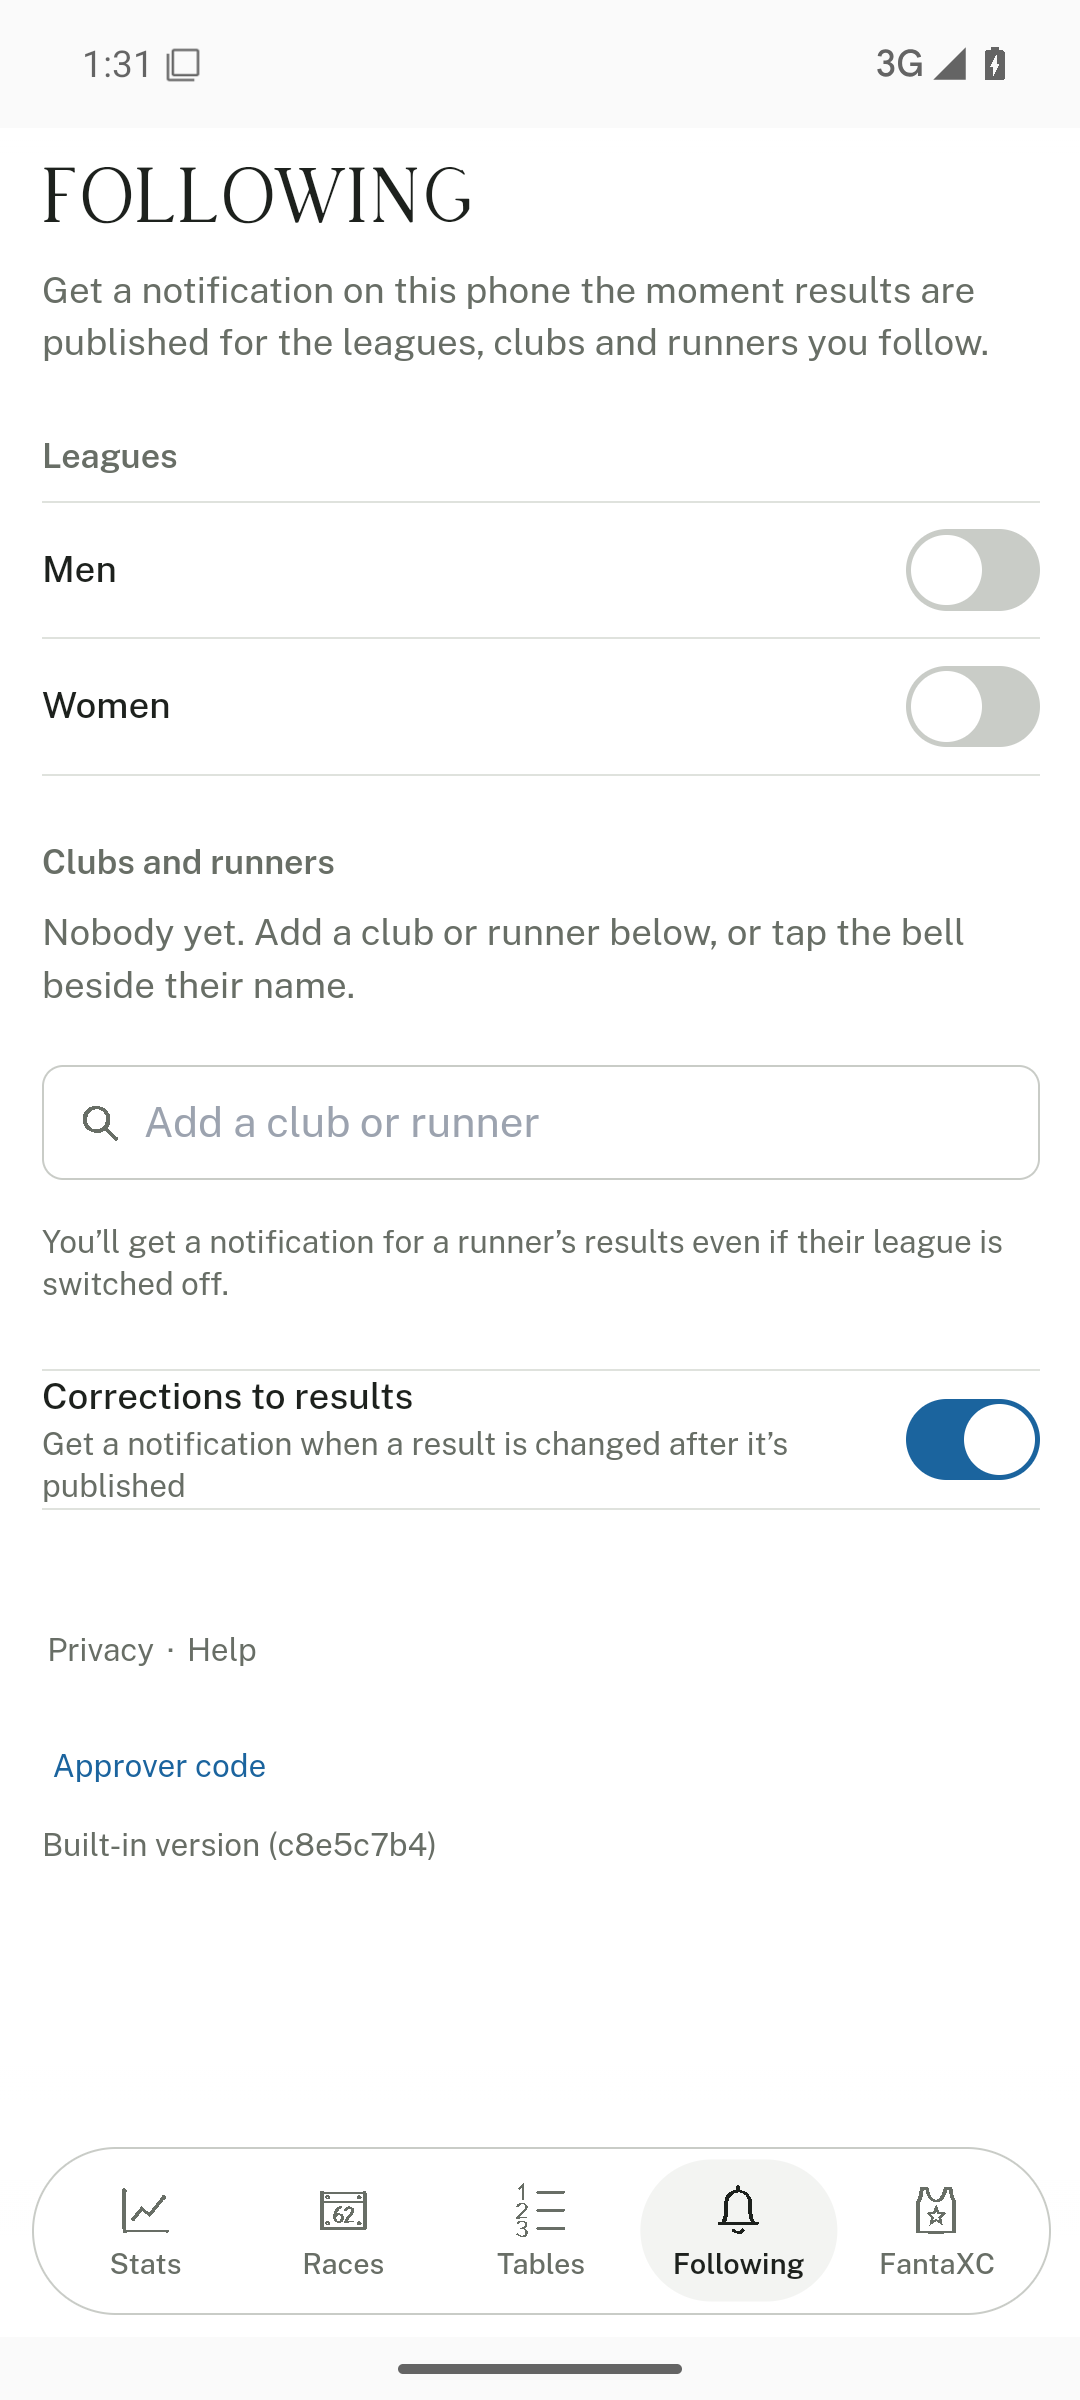 1:31
3G
FOLLOWING
Get a notification on this phone the moment results are
published for the leagues, clubs and runners you follow.
Leagues
Men
Women
Clubs and runners
Nobody yet. Add a club or runner below, or tap the bell
beside their name.
Add a club or runner
You’ll get a notification for a runner’s results even if their league is
switched off.
Corrections to results
Get a notification when a result is changed after it’s
published
Privacy · Help
Approver code
Built-in version (c8e5c7b4)
62
1
2
3
Stats
Races
Tables
Following
FantaXC